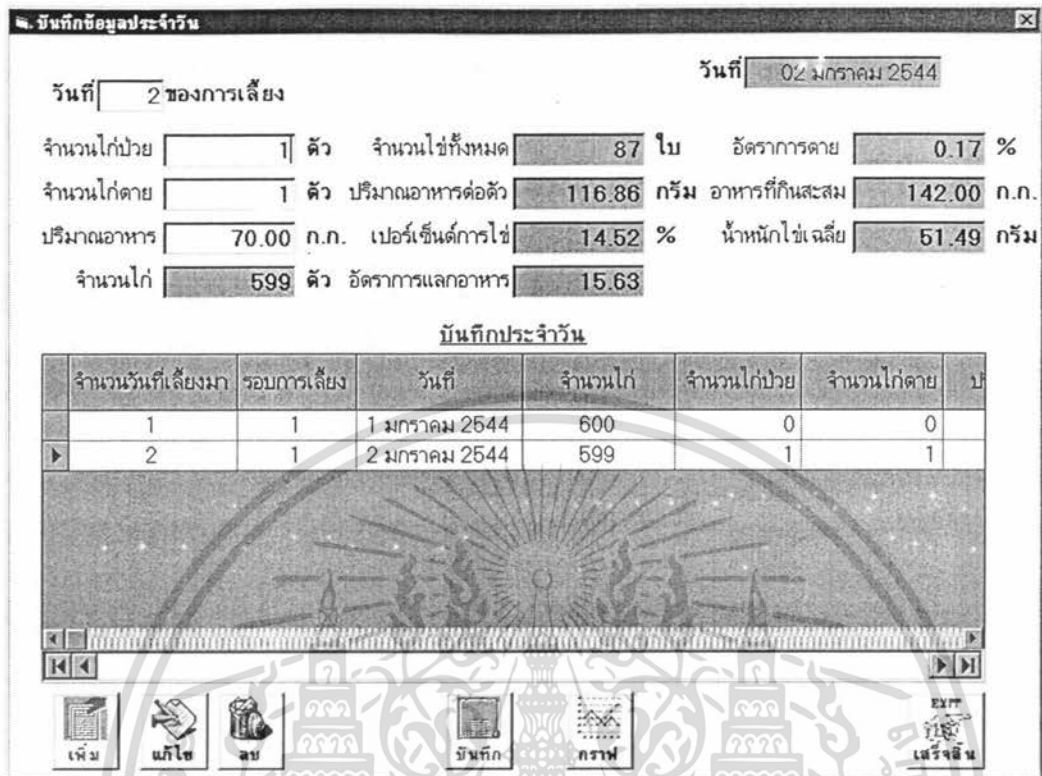 บันทึกข้อมูลประจำวัน
วันที่ 02 มกราคม 2544
วันที่ 2 ของการเลี้ยง
จำนวนไก่ป่วย 1 ตัว จำนวนไข่ทั้งหมด 87 ใบ อัตราการตาย 0.17 %
จำนวนไก่ตาย 1 ตัว ปริมาณอาหารต่อตัว 116.86 กรัม อาหารที่กินสะสม 142.00 ก.ก.
ปริมาณอาหาร 70.00 ก.ก. เปอร์เซ็นต์การไข่ 14.52 % น้ำหนักไข่เฉลี่ย 51.49 กรัม
จำนวนไก่ 599 ตัว อัตราการแลกอาหาร 15.63
บันทึกประจำวัน
จำนวนวันที่เลี้ยงมา รอบการเลี้ยง วันที่ จำนวนไก่ จำนวนไก่ป่วย จำนวนไก่ตาย ป
1 1 1 มกราคม 2544 600 0 0
2 1 2 มกราคม 2544 599 1 1
เพิ่ม แก้ไข ลบ บันทึก กราฟ EXIT เสร็จสิ้น